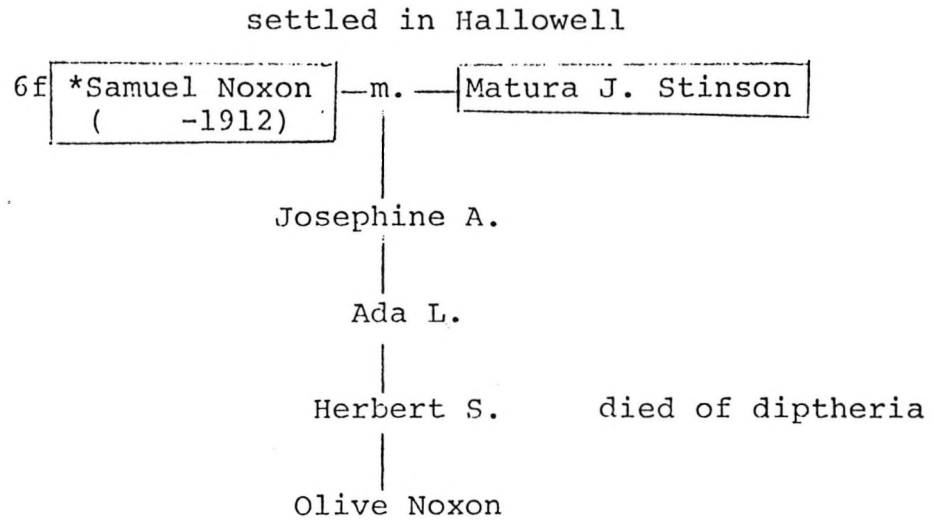 settled in Hallowell
6f *Samuel Noxon —m.— Matura J. Stinson
( -1912)
Josephine A.
Ada L.
Herbert S. died of diptheria
Olive Noxon